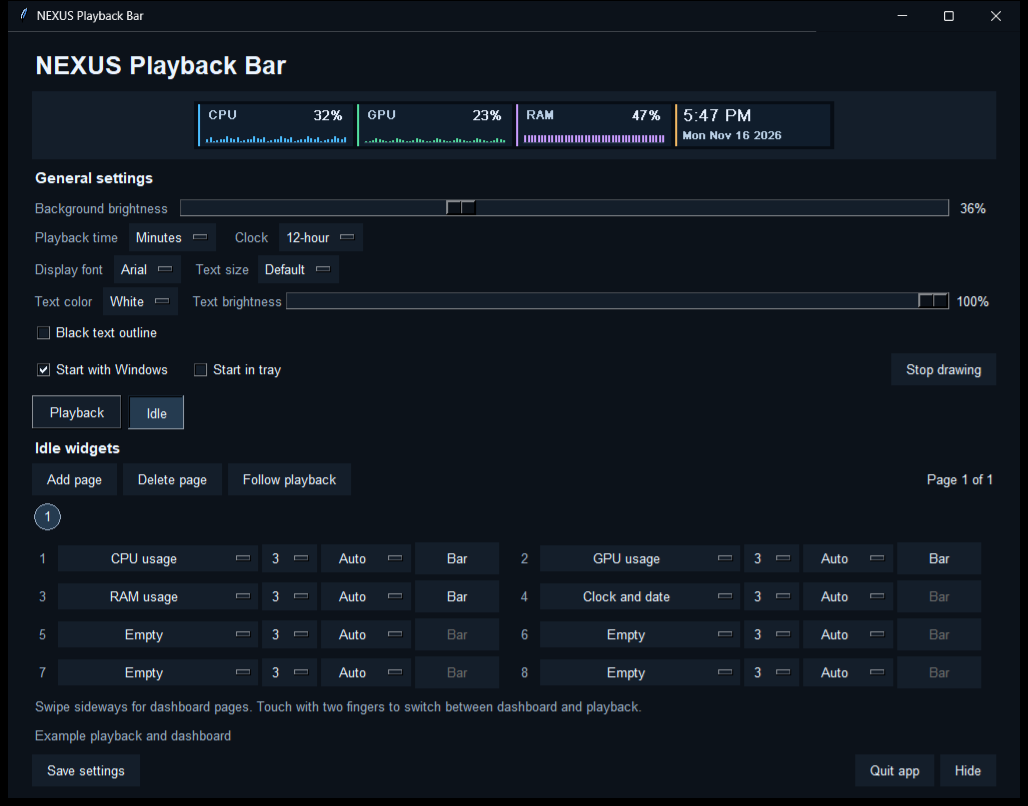 NEXUS Playback Bar
NEXUS Playback Bar
CPU 32% GPU 23% RAM 47% 5:47 PM
Mon Nov 16 2026
General settings
Background brightness 36%
Playback time Minutes Clock 12-hour
Display font Arial Text size Default
Text color White Text brightness 100%
Black text outline
Start with Windows Start in tray Stop drawing
Playback Idle
Idle widgets
Add page Delete page Follow playback Page 1 of 1
1
1 CPU usage 3 Auto Bar 2 GPU usage 3 Auto Bar
3 RAM usage 3 Auto Bar 4 Clock and date 3 Auto Bar
5 Empty 3 Auto Bar 6 Empty 3 Auto Bar
7 Empty 3 Auto Bar 8 Empty 3 Auto Bar
Swipe sideways for dashboard pages. Touch with two fingers to switch between dashboard and playback.
Example playback and dashboard
Save settings Quit app Hide